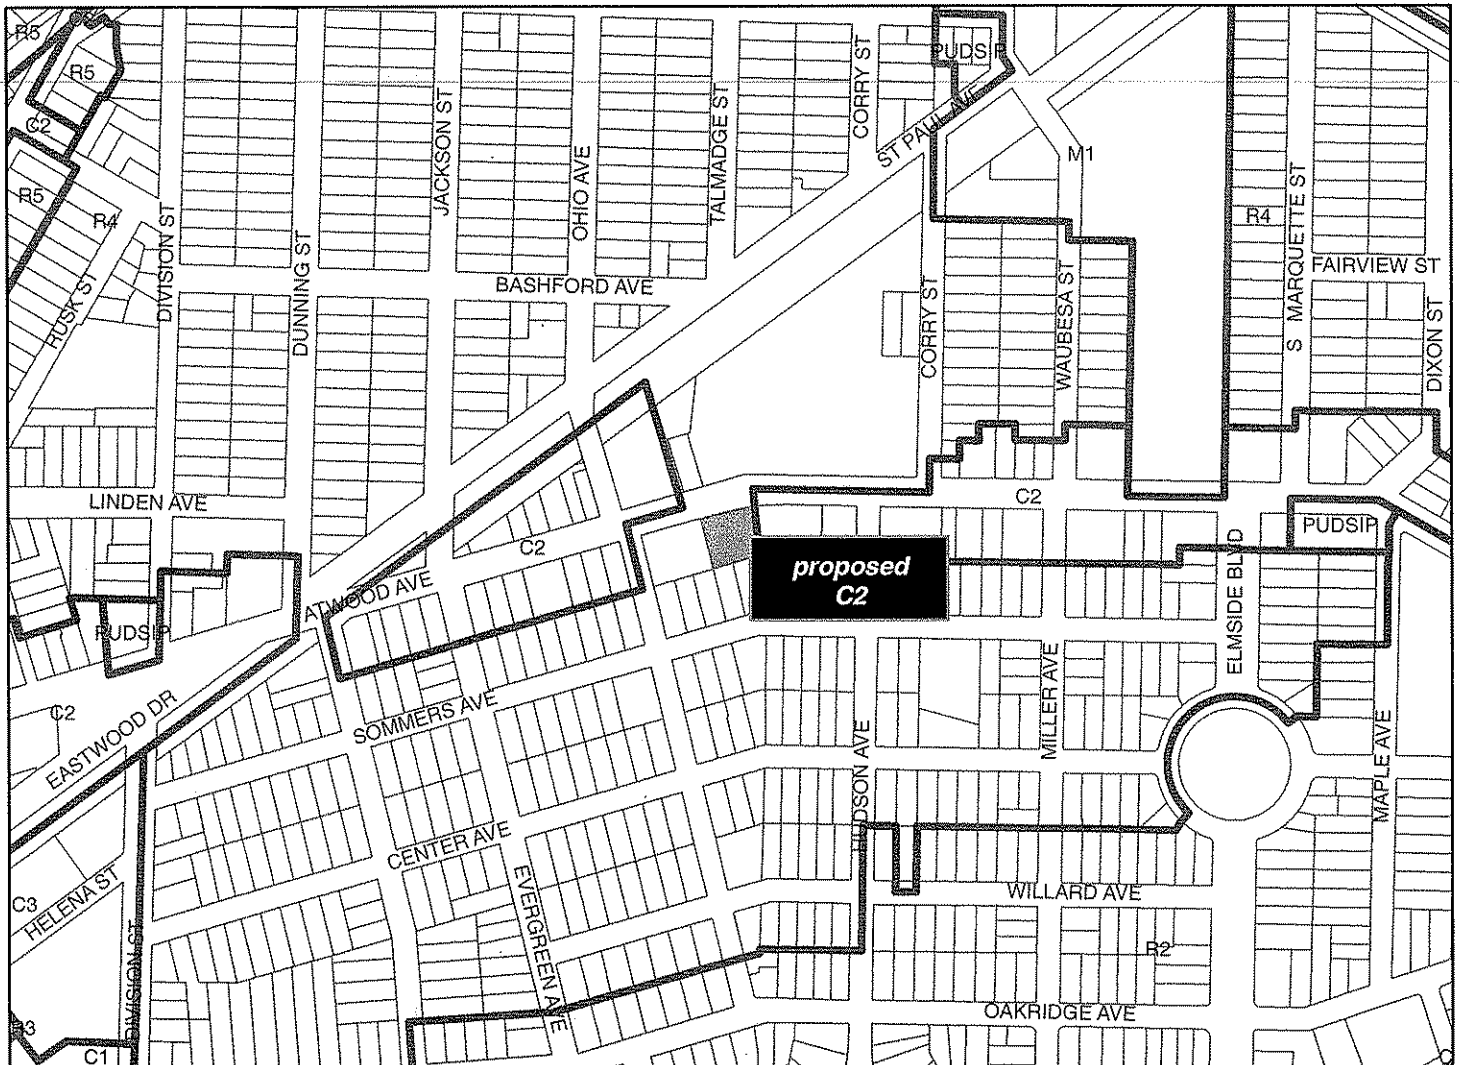 R5
R5
C2
R5
R4
RUSK ST
DIVISION ST
DUNNING ST
JACKSON ST
OHIO AVE
TALMADGE ST
CORRY ST
PUDSIP
ST PAUL AVE
M1
R4
S MARQUETTE ST
FAIRVIEW ST
DIXON ST
BASHFORD AVE
CORRY ST
WAUBESA ST
LINDEN AVE
C2
C2
PUDSIP
proposed
C2
ATWOOD AVE
PUDSIP
ELMSIDE BLVD
C2
EASTWOOD DR
SOMMERS AVE
HUDSON AVE
MILLER AVE
MAPLE AVE
CENTER AVE
EVERGREEN AVE
HELENA ST
C3
WILLARD AVE
R2
DIVISION ST
OAKRIDGE AVE
R3
C1